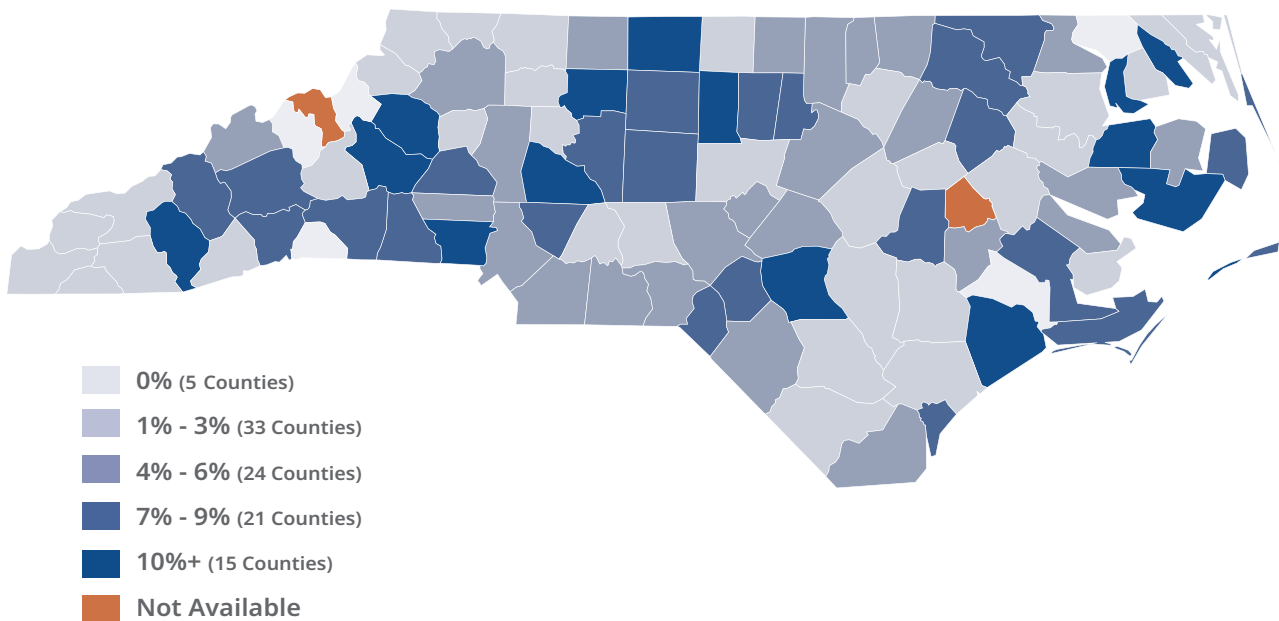 0% (5 Counties)
1% - 3% (33 Counties)
4% - 6% (24 Counties)
7% - 9% (21 Counties)
10%+ (15 Counties)
Not Available